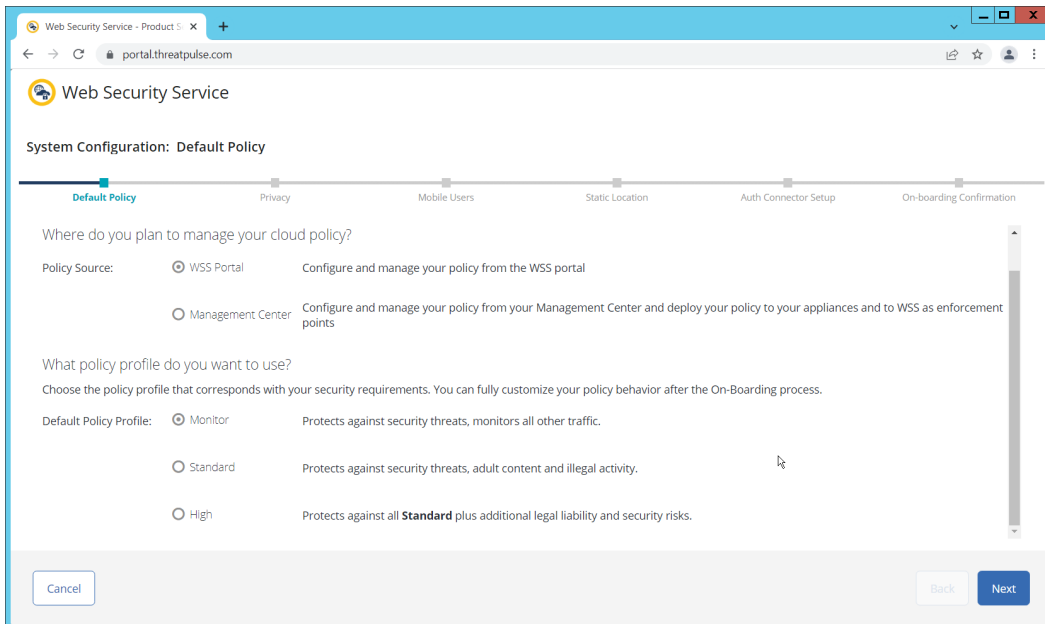 Web Security Service - Product S
portal.threatpulse.com
Web Security Service
System Configuration: Default Policy
Default Policy
Privacy
Mobile Users
Static Location
Auth Connector Setup
On-boarding Confirmation
Where do you plan to manage your cloud policy?
Policy Source:
WSS Portal
Configure and manage your policy from the WSS portal
Management Center
Configure and manage your policy from your Management Center and deploy your policy to your appliances and to WSS as enforcement
points
What policy profile do you want to use?
Choose the policy profile that corresponds with your security requirements. You can fully customize your policy behavior after the On-Boarding process.
Default Policy Profile:
Monitor
Protects against security threats, monitors all other traffic.
Standard
Protects against security threats, adult content and illegal activity.
High
Protects against all Standard plus additional legal liability and security risks.
Cancel
Back
Next